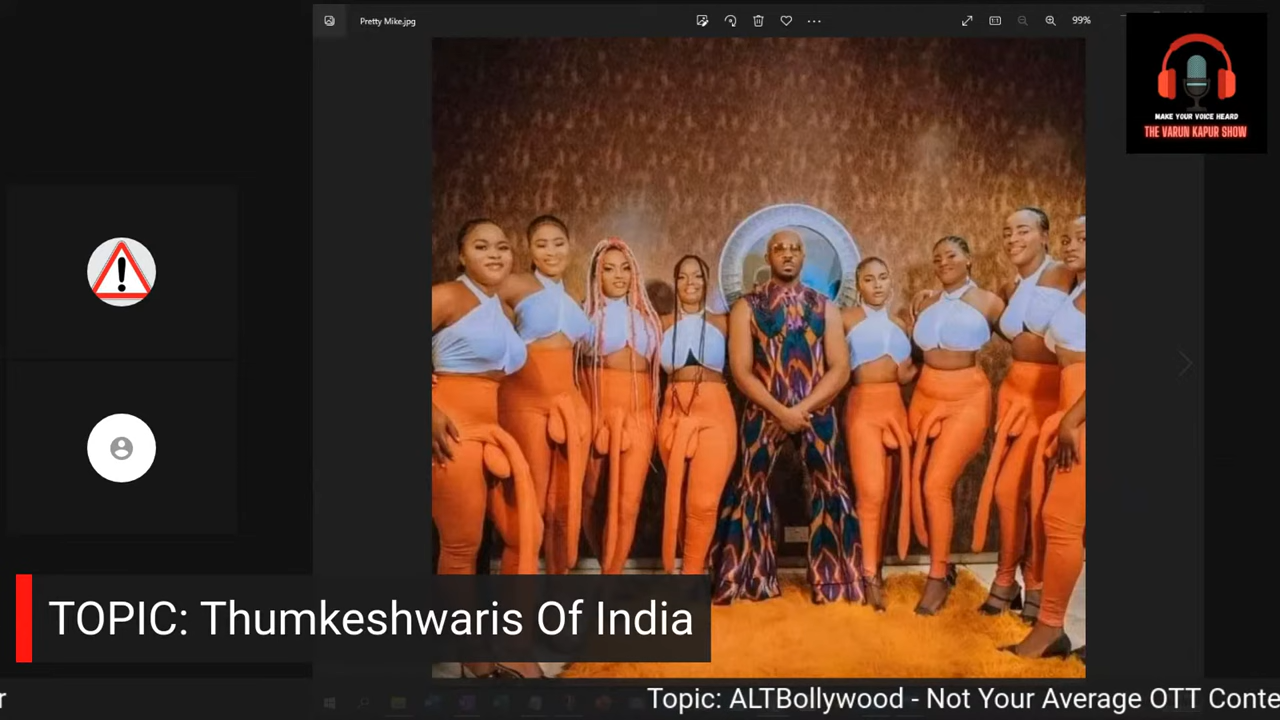 Pretty Mike.jpg
99%
MAKE YOUR VOICE HEARD
THE VARUN KAPUR SHOW
TOPIC: Thumkeshwaris Of India
r
Topic: ALTBollywood - Not Your Average OTT Conte